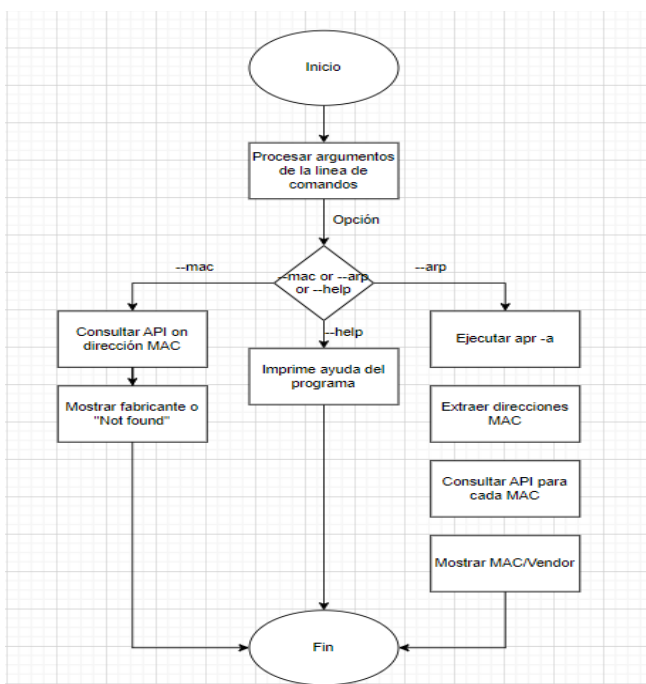 Inicio
Procesar argumentos
de la linea de
comandos
Opción
--mac
--mac or --arp
or --help
--arp
--help
Consultar API on
dirección MAC
Mostrar fabricante o
"Not found"
Imprime ayuda del
programa
Ejecutar apr -a
Extraer direcciones
MAC
Consultar API para
cada MAC
Mostrar MAC/Vendor
Fin